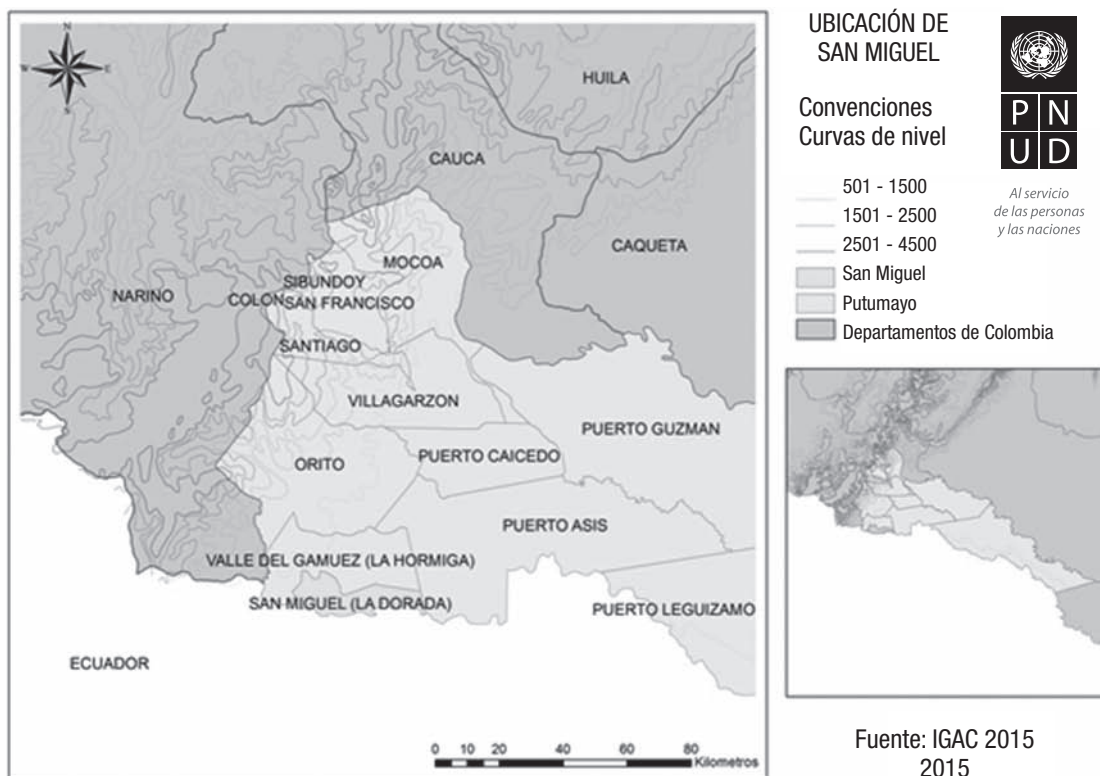 N
W
E
S
HUILA
CAUCA
CAQUETA
MOCOA
SIBUNDOY
NARIÑO
COLON
SAN FRANCISCO
SANTIAGO
VILLAGARZON
PUERTO GUZMAN
ORITO
PUERTO CAICEDO
PUERTO ASIS
VALLE DEL GAMUEZ (LA HORMIGA)
SAN MIGUEL (LA DORADA)
PUERTO LEGUIZAMO
ECUADOR
0 10 20 40 60 80
Kilometros
UBICACIÓN DE
SAN MIGUEL
Convenciones
Curvas de nivel
501 - 1500
1501 - 2500
2501 - 4500
San Miguel
Putumayo
Departamentos de Colombia
P N
U D
Al servicio
de las personas
y las naciones
Fuente: IGAC 2015
2015